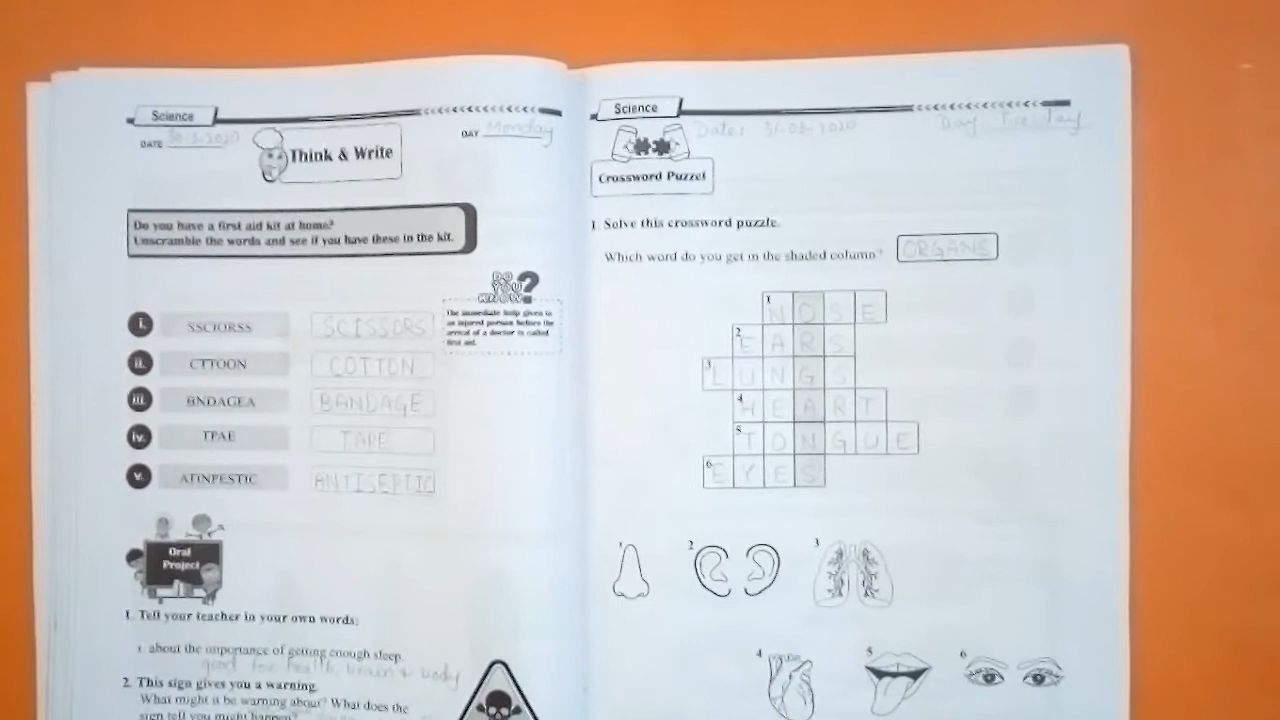 Science
DATE 30-3-2020
DAY Monday
Think & Write
Do you have a first aid kit at home?
Unscramble the words and see if you have these in the kit.
DO YOU KNOW?
The immediate help given to
an injured person before the
arrival of a doctor is called
first aid.
i. SSCIORSS SCISSORS
ii. CTTOON COTTON
iii. BNDAGEA BANDAGE
iv. TPAE TAPE
v. ATINPESTIC ANTISEPTIC
Oral
Project
1. Tell your teacher in your own words:
i. about the importance of getting enough sleep.
good for health, brain & body
2. This sign gives you a warning.
What might it be warning about? What does the
sign tell you might happen?
Science
Date: 31-03-2020
Day Tuesday
Crossword Puzzel
1 Solve this crossword puzzle.
Which word do you get in the shaded column? ORGANS
1 NOSE
2 EARS
3 LUNGS
4 HEART
5 TONGUE
6 EYES
1 2 3
4 5 6